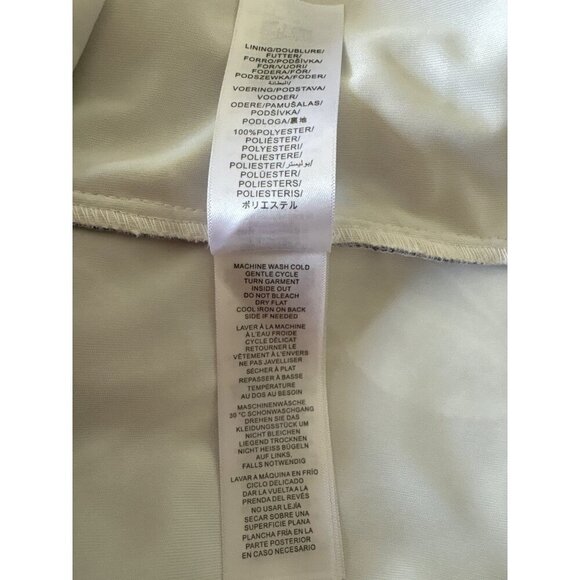 LINING/DOUBLURE/
FUTTER/
FORRO/PODŠÍVKA/
FOR/VUORI/
FODERA/FÔR/
PODSZEWKA/FODER/
البطانة/
VOERING/PODSTAVA/
VOODER/
ODERE/PAMUŠALAS/
PODŠÍVKA/
PODLOGA/裏地
100%POLYESTER/
POLIÉSTER/
POLYESTERI/
POLIESTERE/
POLIESTER/بوليستر/
POLÜESTER/
POLIESTERS/
POLIESTERIS/
ポリエステル
MACHINE WASH COLD
GENTLE CYCLE
TURN GARMENT
INSIDE OUT
DO NOT BLEACH
DRY FLAT
COOL IRON ON BACK
SIDE IF NEEDED
LAVER À LA MACHINE
À L'EAU FROIDE
CYCLE DÉLICAT
RETOURNER LE
VÊTEMENT À L'ENVERS
NE PAS JAVELLISER
SÉCHER À PLAT
REPASSER À BASSE
TEMPÉRATURE
AU DOS AU BESOIN
MASCHINENWÄSCHE
30 °C SCHONWASCHGANG
DREHEN SIE DAS
KLEIDUNGSSTÜCK UM
NICHT BLEICHEN
LIEGEND TROCKNEN
NICHT HEISS BÜGELN
AUF LINKS,
FALLS NOTWENDIG
LAVAR A MÁQUINA EN FRÍO
CICLO DELICADO
DAR LA VUELTA A LA
PRENDA DEL REVÉS
NO USAR LEJÍA
SECAR SOBRE UNA
SUPERFICIE PLANA
PLANCHA FRÍA EN LA
PARTE POSTERIOR
EN CASO NECESARIO